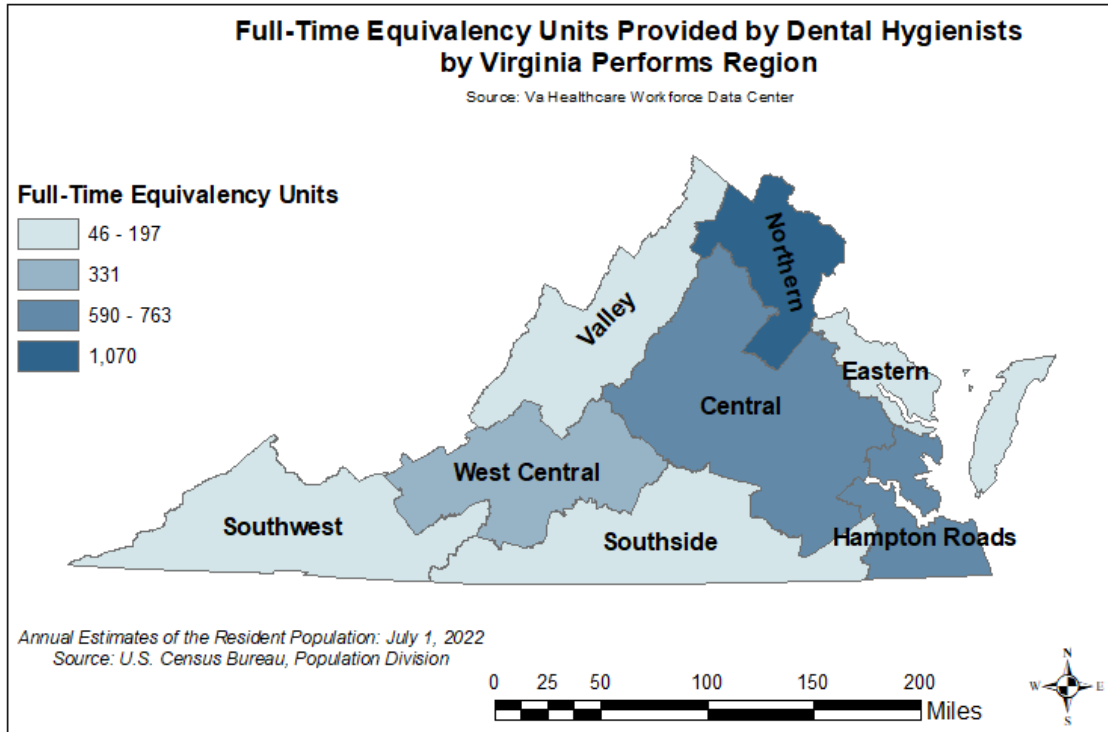 Full-Time Equivalency Units Provided by Dental Hygienists
by Virginia Performs Region
Source: Va Healthcare Workforce Data Center
Full-Time Equivalency Units
46 - 197
331
590 - 763
1,070
Northern
Valley
Eastern
Central
West Central
Southwest
Southside
Hampton Roads
Annual Estimates of the Resident Population: July 1, 2022
Source: U.S. Census Bureau, Population Division
0 25 50 100 150 200
Miles
N
W E
S